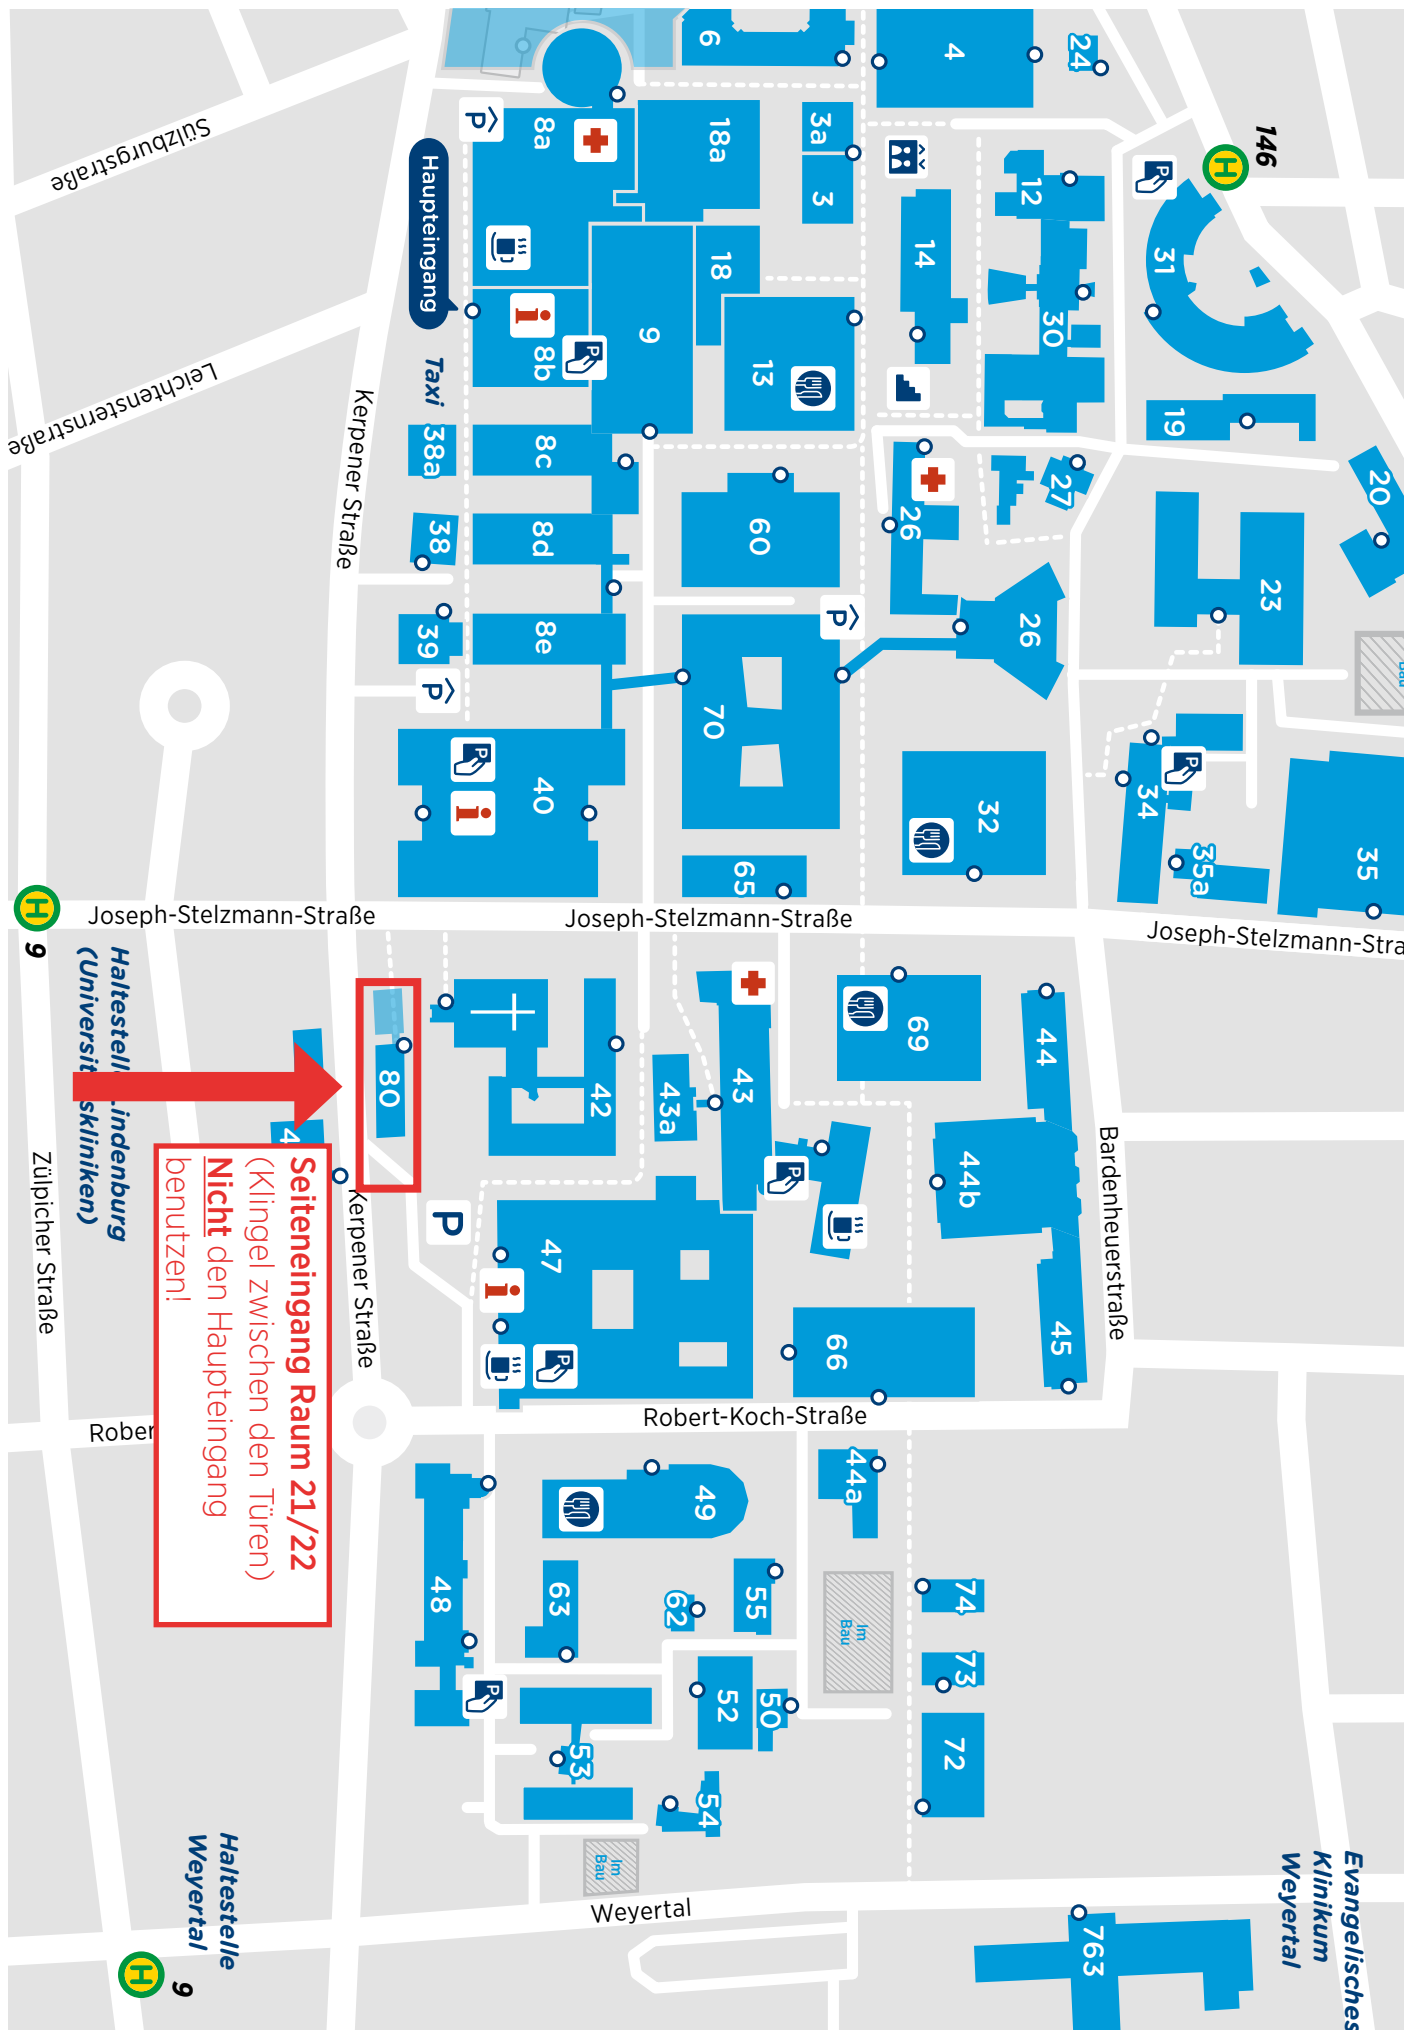 6
4
24
146
H
Sülzburgstraße
P
8a
18a
3a
3
12
P
31
14
Haupteingang
18
i
8b
P
9
13
30
19
Leichtensternstraße
Taxi
38a
8c
Kerpener Straße
38
8d
60
26
27
20
23
39
8e
P
26
P
70
P
i
40
32
P
34
35a
35
65
H
9
Joseph-Stelzmann-Straße
Joseph-Stelzmann-Straße
Joseph-Stelzmann-Stra
Haltestelle Lindenburg
(Universitätskliniken)
80
42
43a
43
69
44
44b
P
Bardenheuerstraße
Zülpicher Straße
Kerpener Straße
Seiteneingang Raum 21/22
(Klingel zwischen den Türen)
Nicht den Haupteingang
benutzen!
P
47
i
P
66
45
Rober
Robert-Koch-Straße
48
49
44a
63
62
55
Im
Bau
74
73
72
P
52
50
53
54
Im
Bau
Weyertal
Haltestelle
Weyertal
H
9
Evangelisches
Klinikum
Weyertal
763